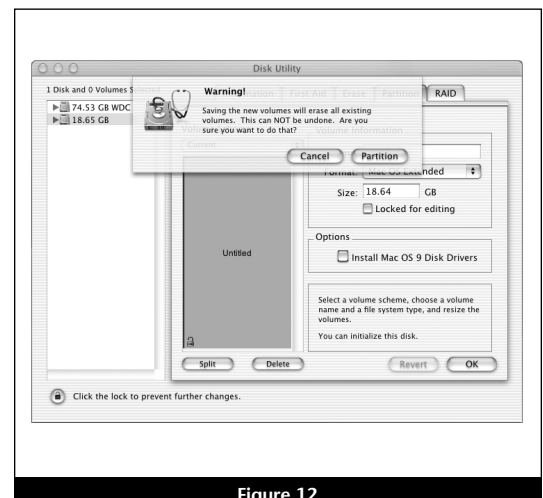 Disk Utility
1 Disk and 0 Volumes Selected
74.53 GB WDC
18.65 GB
Warning!
Saving the new volumes will erase all existing
volumes. This can NOT be undone. Are you
sure you want to do that?
Cancel
Partition
First Aid
Erase
Partition
RAID
Volume Information
Current
Format:
Mac OS Extended
Size:
18.64
GB
Locked for editing
Untitled
Options
Install Mac OS 9 Disk Drivers
Select a volume scheme, choose a volume
name and a file system type, and resize the
volumes.
You can initialize this disk.
Split
Delete
Revert
OK
Click the lock to prevent further changes.
Figure 12